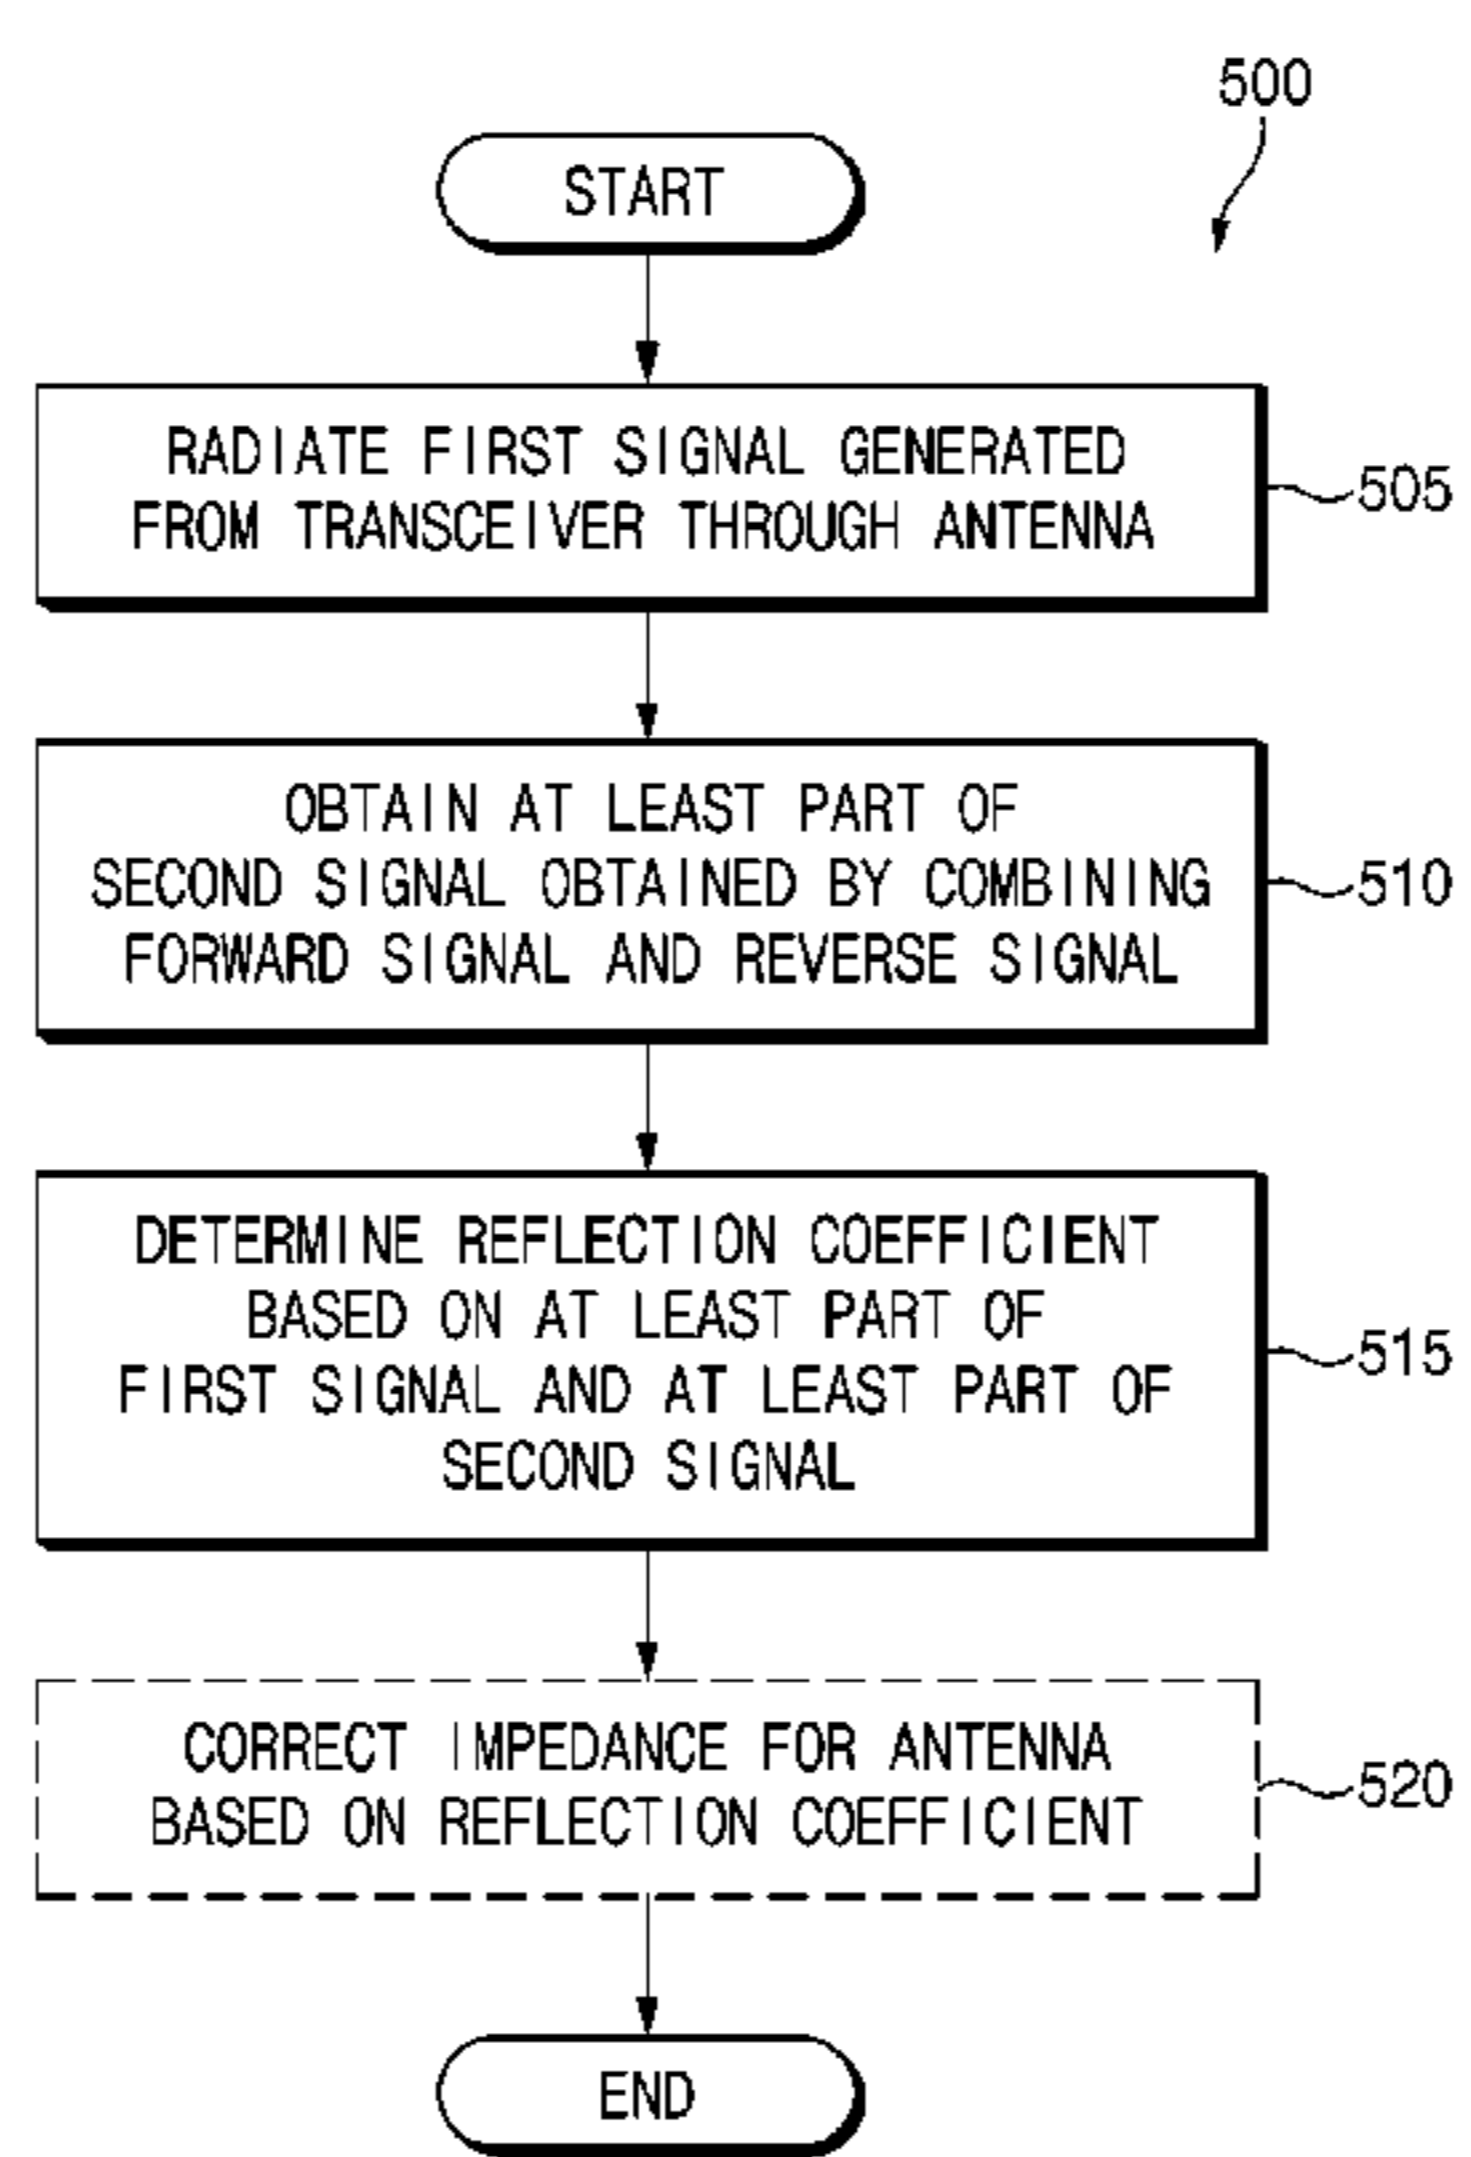 500
START
RADIATE FIRST SIGNAL GENERATED
FROM TRANSCEIVER THROUGH ANTENNA
505
OBTAIN AT LEAST PART OF
SECOND SIGNAL OBTAINED BY COMBINING
FORWARD SIGNAL AND REVERSE SIGNAL
510
DETERMINE REFLECTION COEFFICIENT
BASED ON AT LEAST PART OF
FIRST SIGNAL AND AT LEAST PART OF
SECOND SIGNAL
515
CORRECT IMPEDANCE FOR ANTENNA
BASED ON REFLECTION COEFFICIENT
520
END